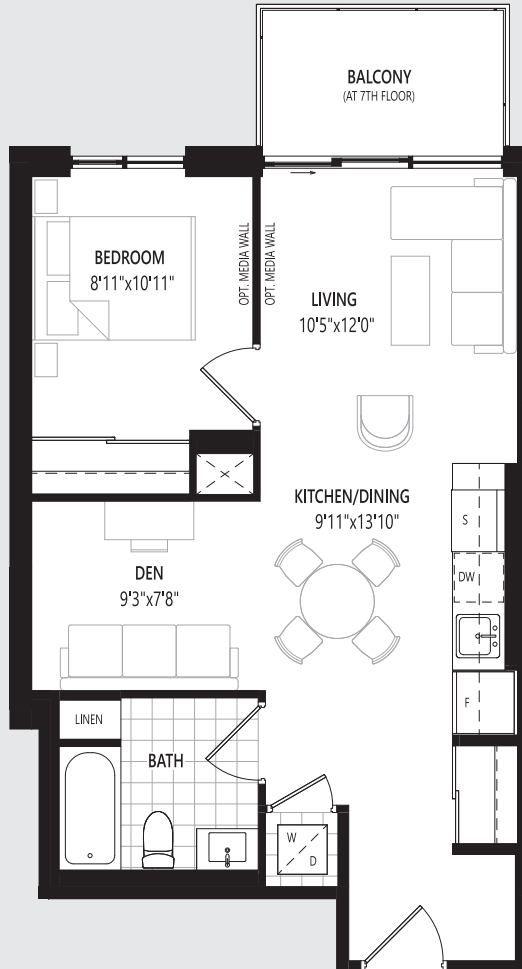 BALCONY
(AT 7TH FLOOR)
BEDROOM
8'11"x10'11"
OPT. MEDIA WALL
OPT. MEDIA WALL
LIVING
10'5"x12'0"
KITCHEN/DINING
9'11"x13'10"
S
DW
DEN
9'3"x7'8"
F
LINEN
BATH
W
D